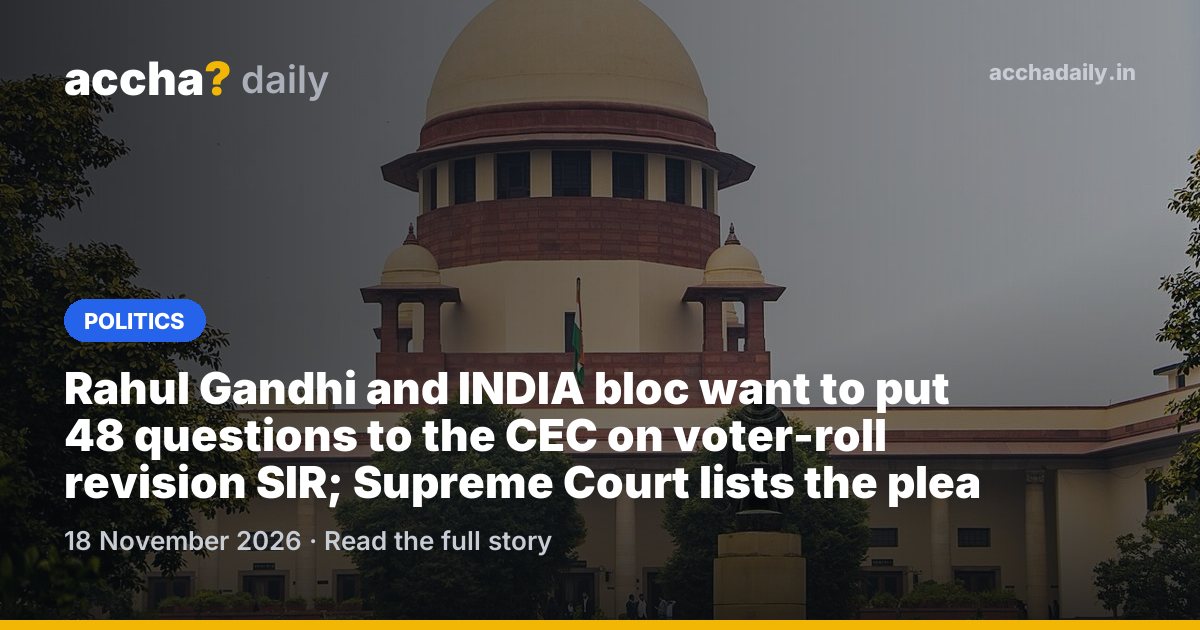 accha? daily
acchadaily.in
POLITICS
Rahul Gandhi and INDIA bloc want to put
48 questions to the CEC on voter-roll
revision SIR; Supreme Court lists the plea
18 November 2026 · Read the full story